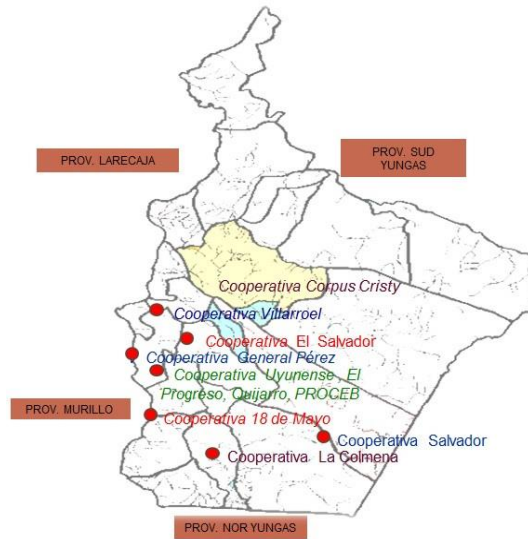 PROV. LARECAJA
PROV. SUD
YUNGAS
Cooperativa Corpus Cristy
Cooperativa Villarroel
Cooperativa El Salvador
Cooperativa General Pérez
Cooperativa Uyunense El
Progreso, Quijarro, PROCEB
PROV. MURILLO
Cooperativa 18 de Mayo
Cooperativa Salvador
Cooperativa La Colmena
PROV. NOR YUNGAS